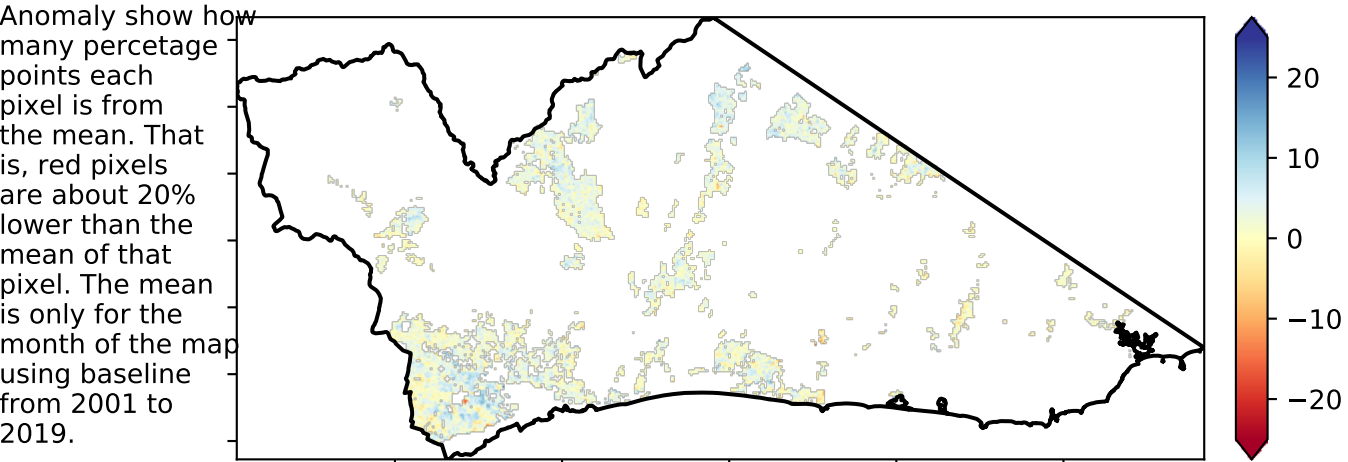 Anomaly show how
many percetage
points each
pixel is from
the mean. That
is, red pixels
are about 20%
lower than the
mean of that
pixel. The mean
is only for the
month of the map
using baseline
from 2001 to
2019.
20
10
0
−10
−20